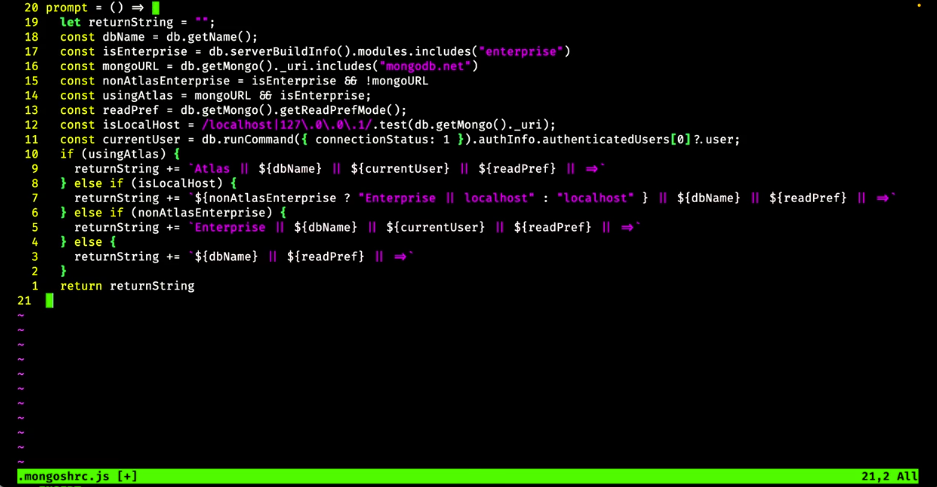 20 prompt = () => {
19 let returnString = "";
18 const dbName = db.getName();
17 const isEnterprise = db.serverBuildInfo().modules.includes("enterprise")
16 const mongoURL = db.getMongo()._uri.includes("mongodb.net")
15 const nonAtlasEnterprise = isEnterprise && !mongoURL
14 const usingAtlas = mongoURL && isEnterprise;
13 const readPref = db.getMongo().getReadPrefMode();
12 const isLocalHost = /localhost|127\.0\.0\.1/.test(db.getMongo()._uri);
11 const currentUser = db.runCommand({ connectionStatus: 1 }).authInfo.authenticatedUsers[0]?.user;
10 if (usingAtlas) {
9 returnString += `Atlas || ${dbName} || ${currentUser} || ${readPref} || =>`
8 } else if (isLocalHost) {
7 returnString += `${nonAtlasEnterprise ? "Enterprise || localhost" : "localhost" } || ${dbName} || ${readPref} || =>`
6 } else if (nonAtlasEnterprise) {
5 returnString += `Enterprise || ${dbName} || ${currentUser} || ${readPref} || =>`
4 } else {
3 returnString += `${dbName} || ${readPref} || =>`
2 }
1 return returnString
21 }
~
~
~
~
~
~
~
~
~
~
~
.mongoshrc.js [+] 21,2 All